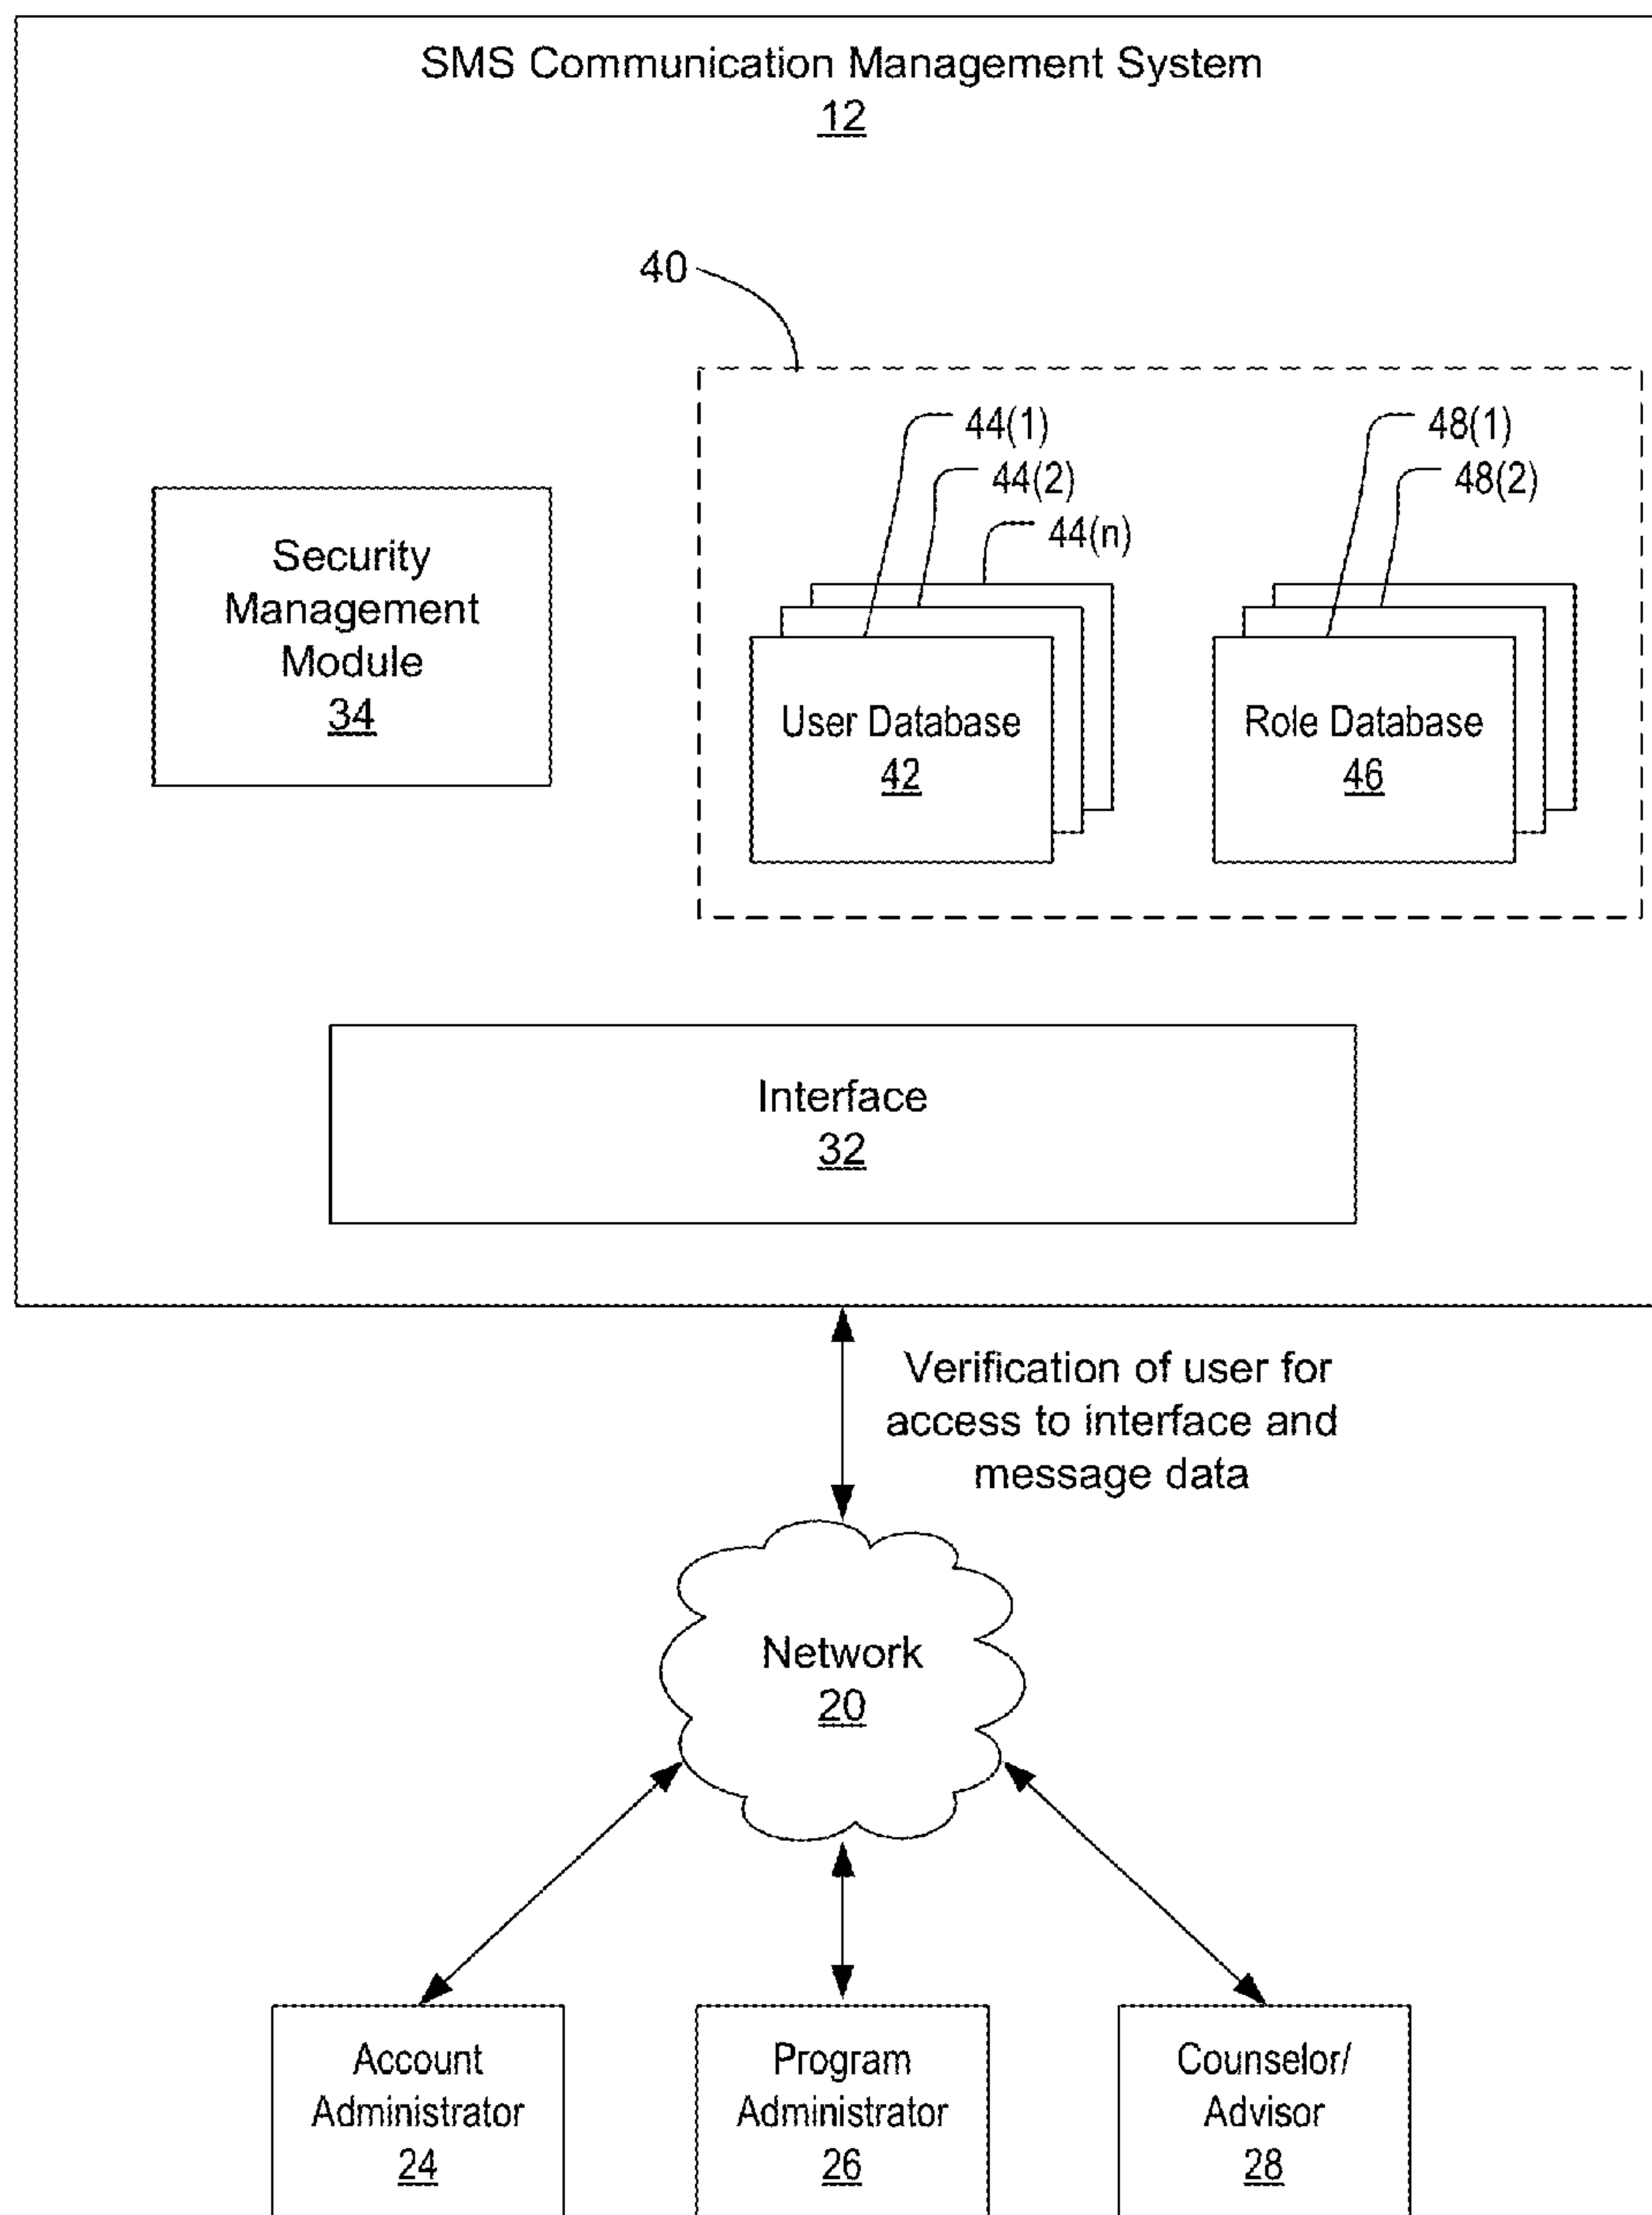 SMS Communication Management System
12
40
44(1)
44(2)
44(n)
48(1)
48(2)
Security
Management
Module
34
User Database
42
Role Database
46
Interface
32
Verification of user for
access to interface and
message data
Network
20
Account
Administrator
24
Program
Administrator
26
Counselor/
Advisor
28